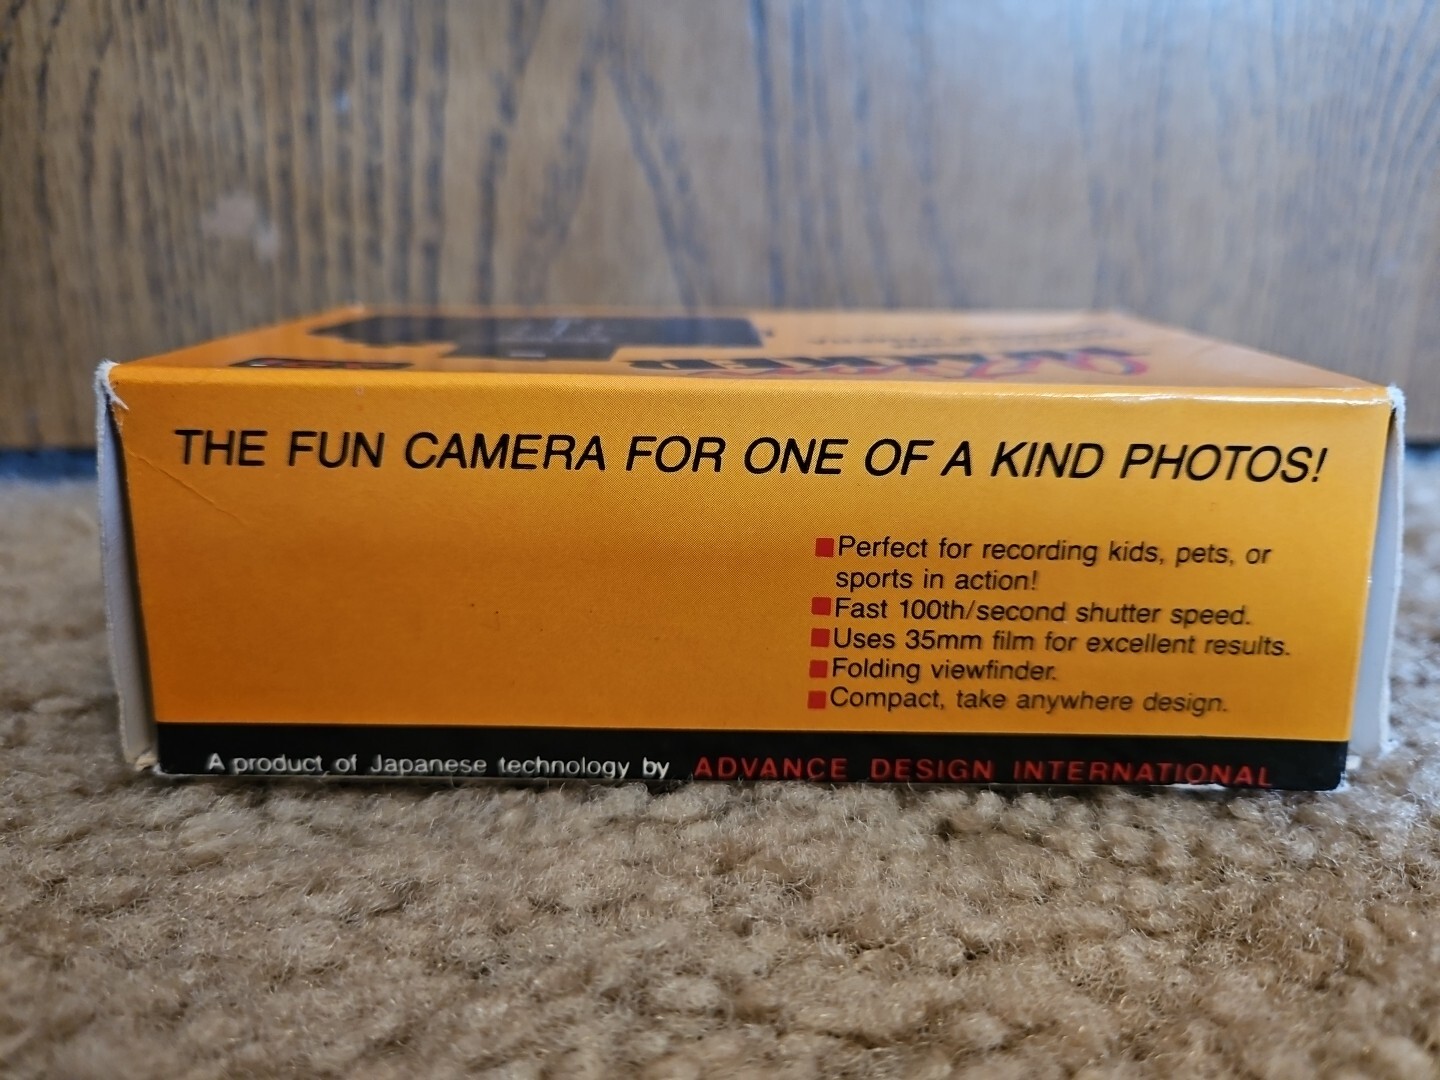 THE FUN CAMERA FOR ONE OF A KIND PHOTOS!
Perfect for recording kids, pets, or
sports in action!
Fast 100th/second shutter speed.
Uses 35mm film for excellent results.
Folding viewfinder.
Compact, take anywhere design.
A product of Japanese technology by ADVANCE DESIGN INTERNATIONAL